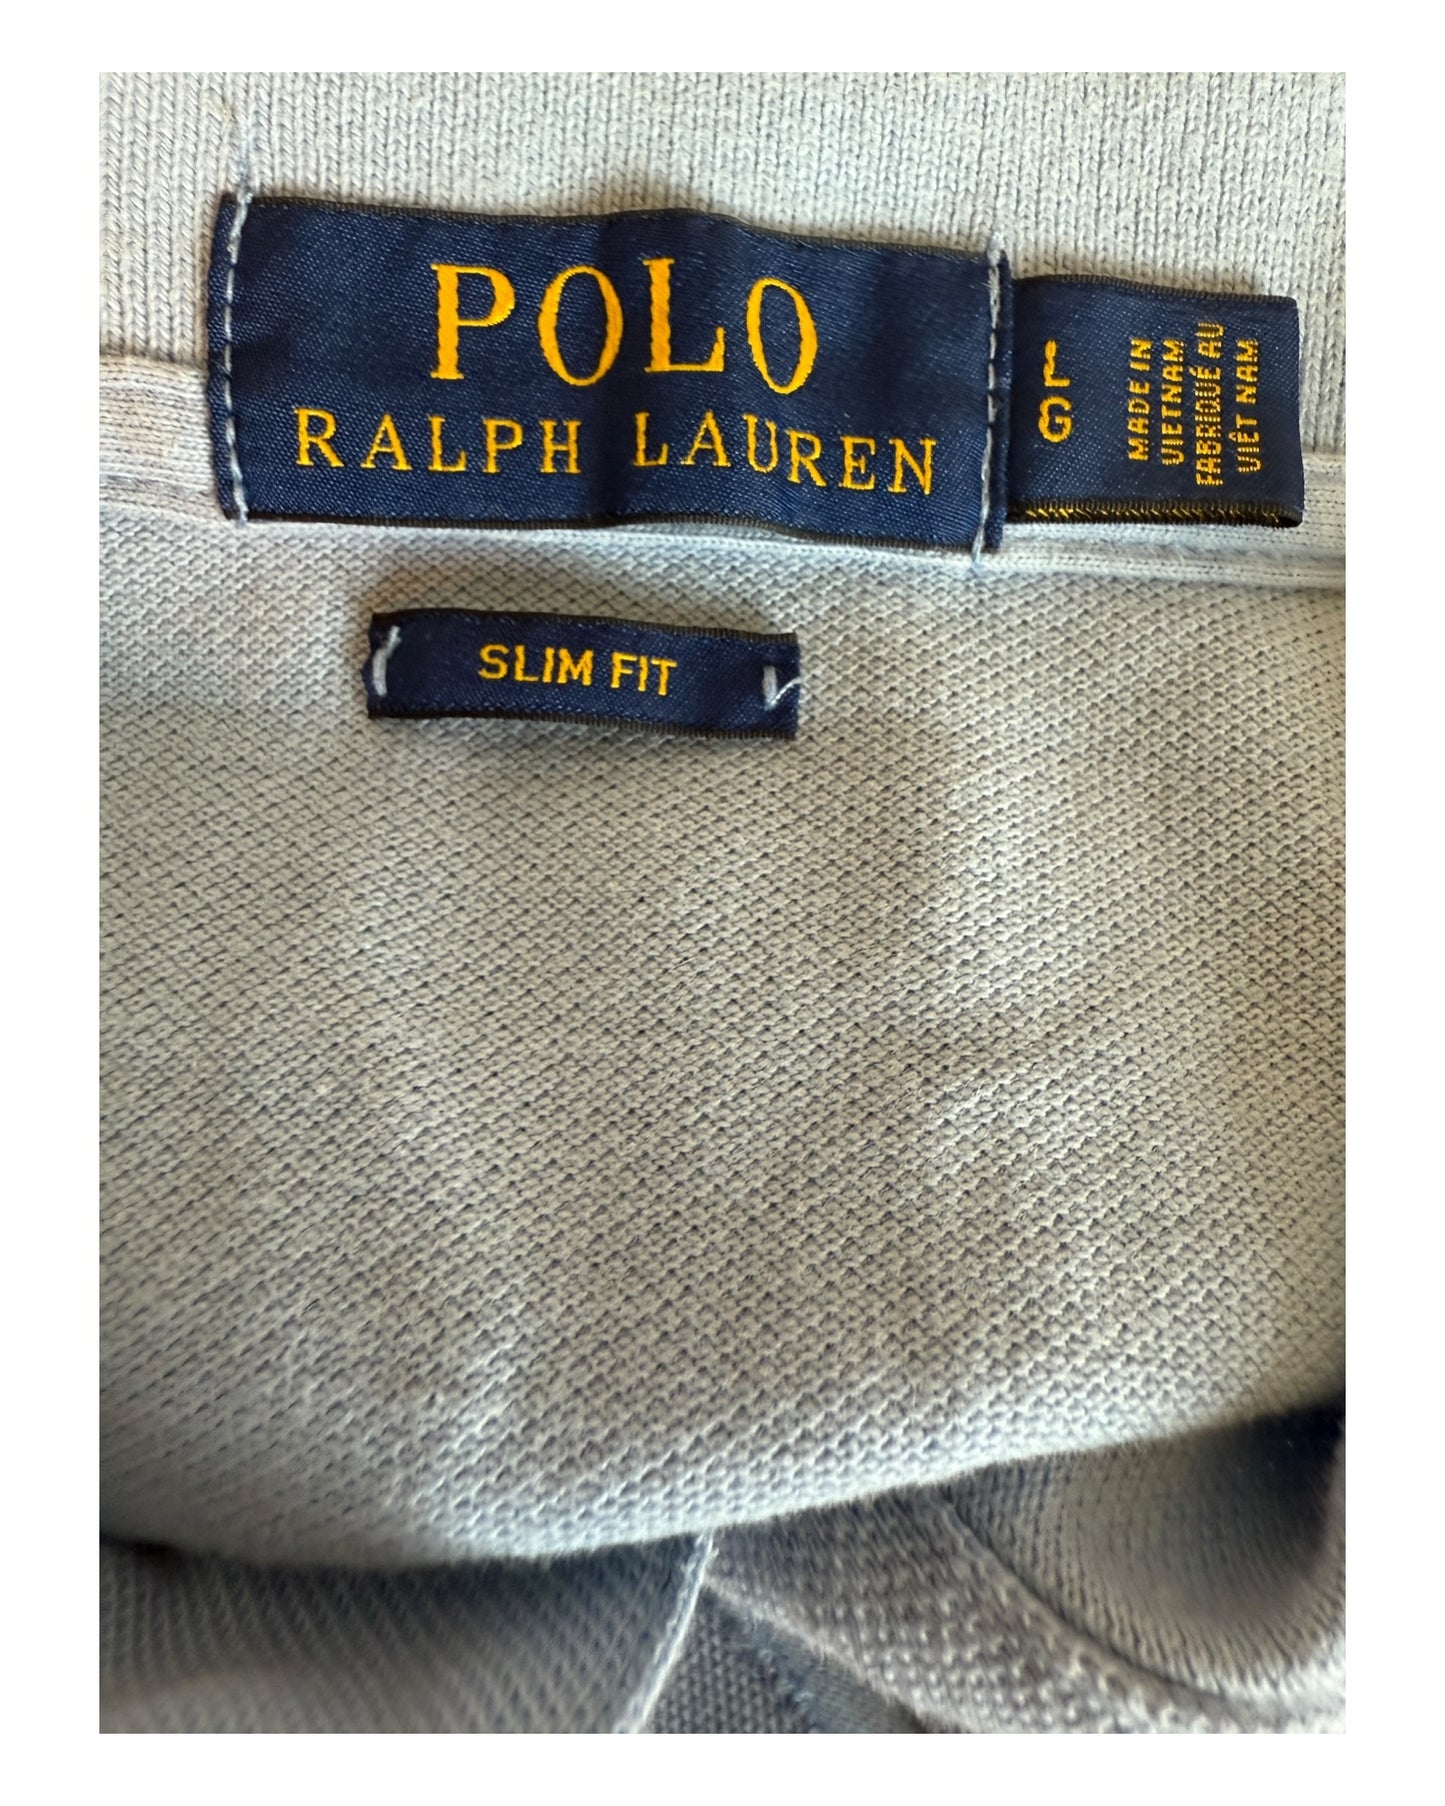 POLO
RALPH LAUREN
L
G
MADE IN
VIETNAM
FABRIQUÉ AU
VIÊT NAM
SLIM FIT